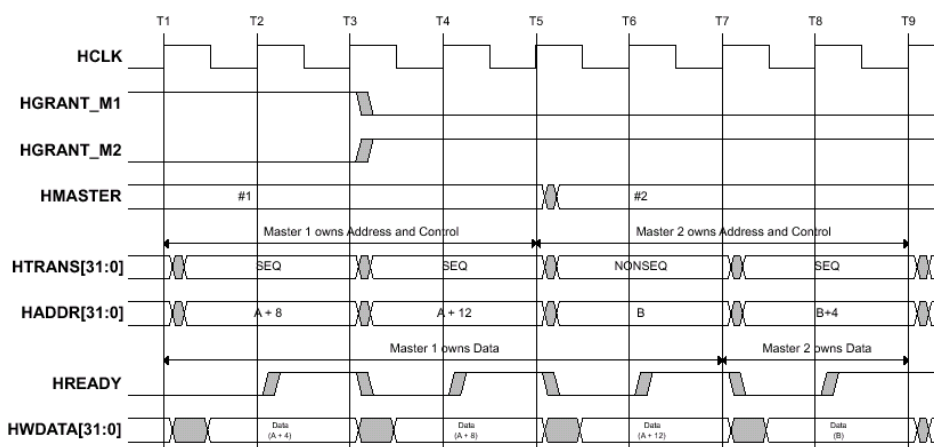 T1 T2 T3 T4 T5 T6 T7 T8 T9
HCLK
HGRANT_M1
HGRANT_M2
HMASTER #1 #2
Master 1 owns Address and Control Master 2 owns Address and Control
HTRANS[31:0] SEQ SEQ NONSEQ SEQ
HADDR[31:0] A + 8 A + 12 B B+4
Master 1 owns Data Master 2 owns Data
HREADY
HWDATA[31:0] Data Data Data Data
(A + 4) (A + 8) (A + 12) (B)